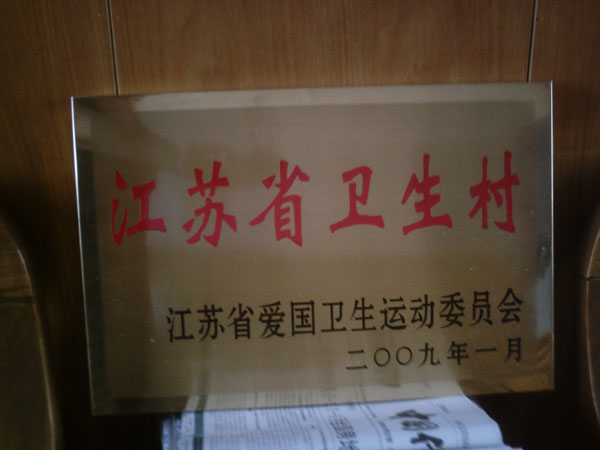 江苏省卫生村
江苏省爱国卫生运动委员会
二〇〇九年一月